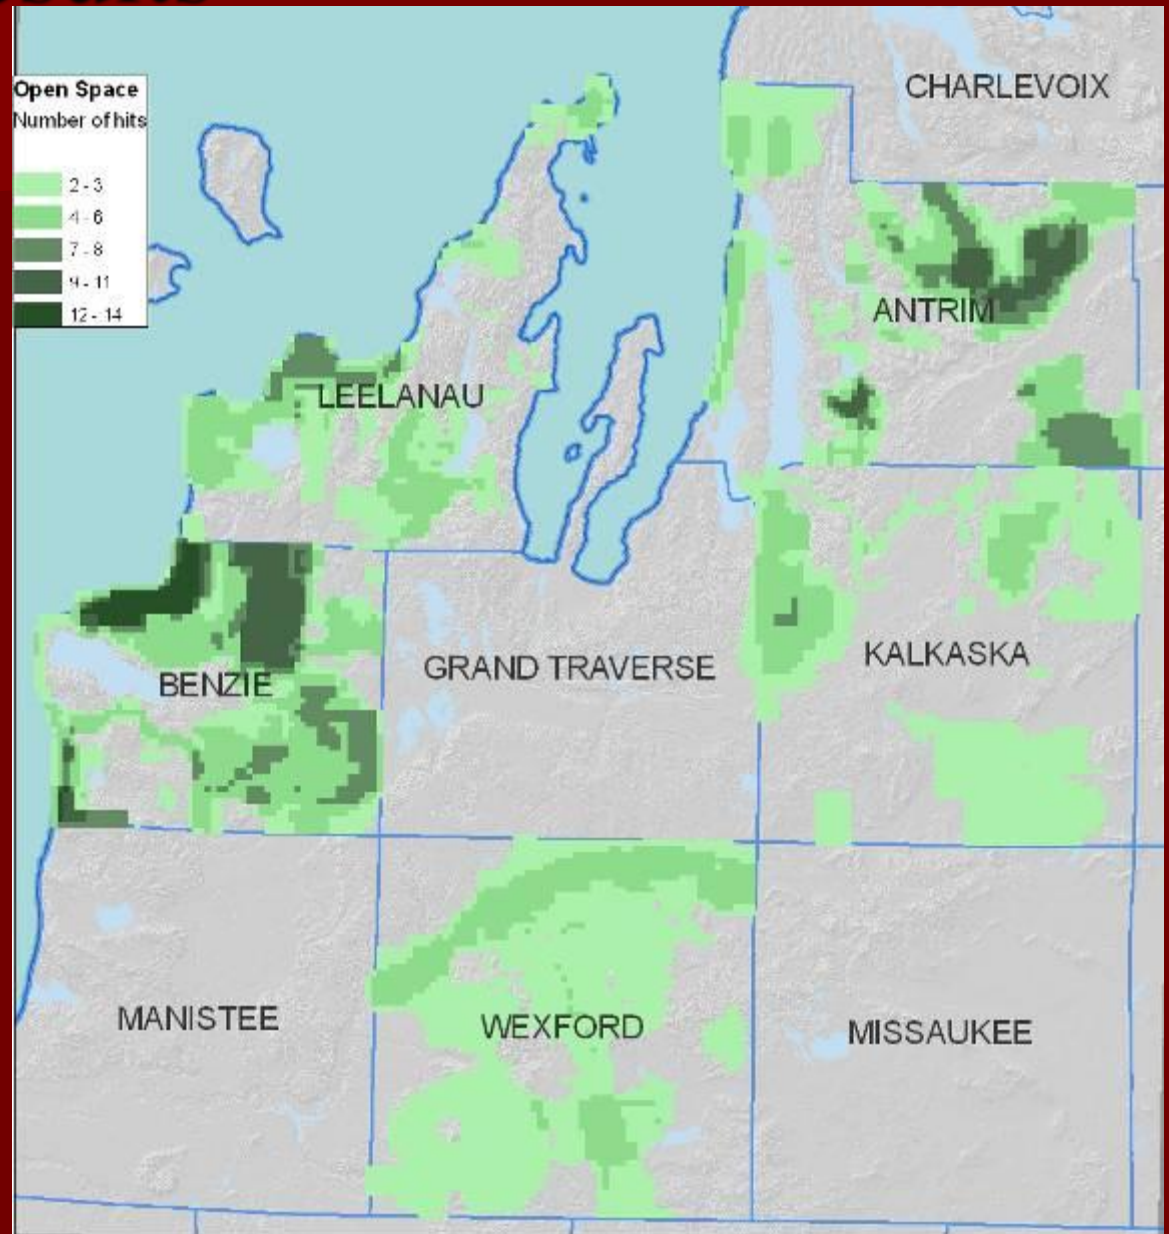 Open Space
Number of hits
2 - 3
4 - 6
7 - 8
9 - 11
12 - 14
CHARLEVOIX
ANTRIM
LEELANAU
KALKASKA
GRAND TRAVERSE
BENZIE
MANISTEE
WEXFORD
MISSAUKEE